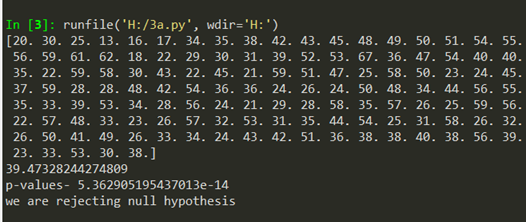 In [3]: runfile('H:/3a.py', wdir='H:')
[20. 30. 25. 13. 16. 17. 34. 35. 38. 42. 43. 45. 48. 49. 50. 51. 54. 55.
56. 59. 61. 62. 18. 22. 29. 30. 31. 39. 52. 53. 67. 36. 47. 54. 40. 40.
35. 22. 59. 58. 30. 43. 22. 45. 21. 59. 51. 47. 25. 58. 50. 23. 24. 45.
37. 59. 28. 28. 48. 42. 54. 36. 36. 24. 26. 24. 50. 48. 34. 44. 56. 55.
35. 33. 39. 53. 34. 28. 56. 24. 21. 29. 28. 58. 35. 57. 26. 25. 59. 56.
22. 57. 48. 33. 23. 26. 57. 32. 53. 31. 35. 44. 54. 25. 31. 58. 26. 32.
26. 50. 41. 49. 26. 33. 34. 24. 43. 42. 51. 36. 38. 38. 40. 38. 56. 39.
23. 33. 53. 30. 38.]
39.47328244274809
p-values- 5.362905195437013e-14
we are rejecting null hypothesis